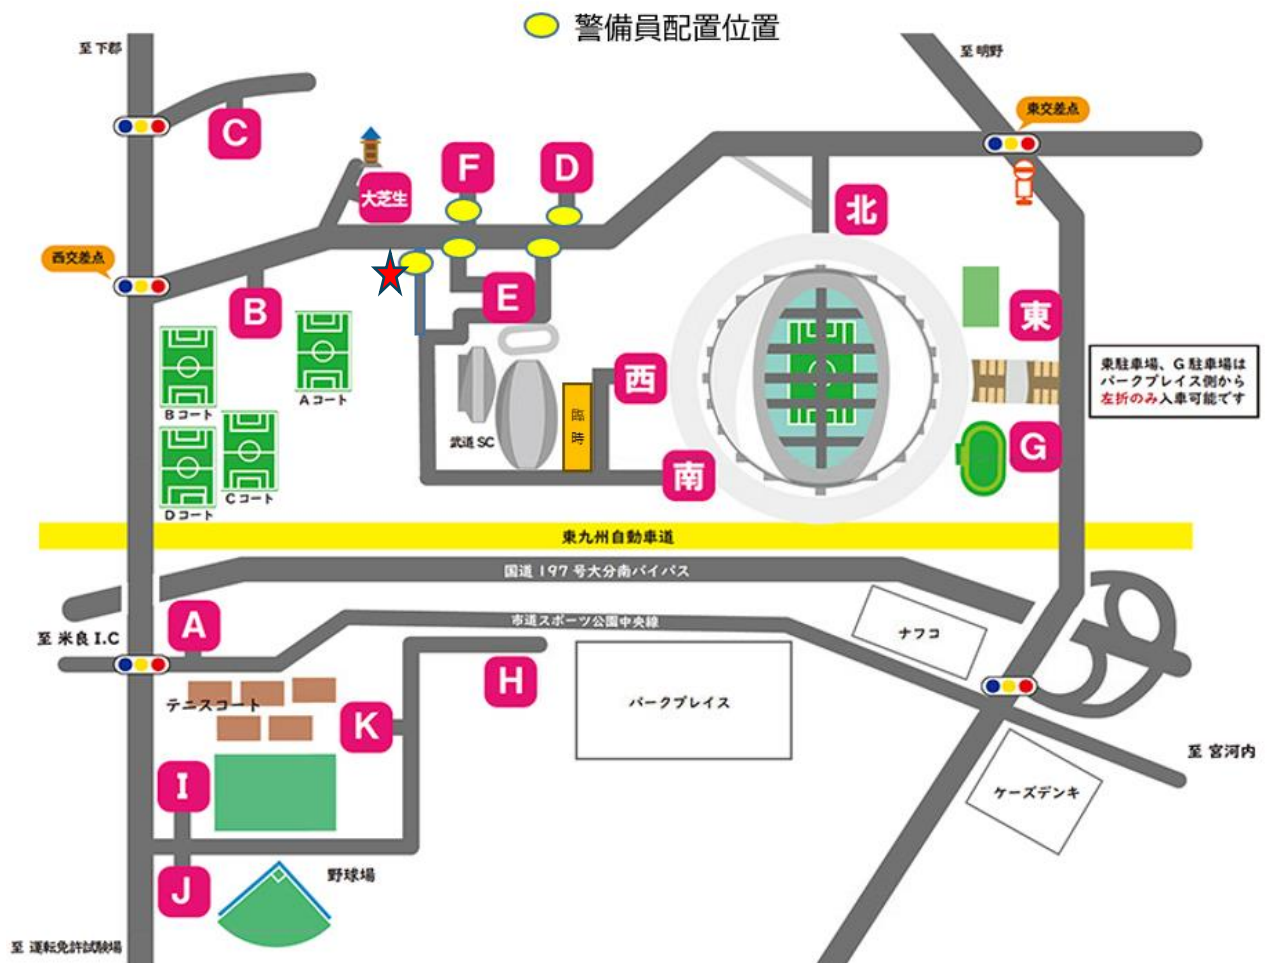 警備員配置位置
至 下郡
至 明野
東交差点
C
F
D
大芝生
北
西交差点
B
E
東
Aコート
西
東駐車場、G駐車場は
パークプレイス側から
左折のみ入車可能です
Bコート
臨時
武道SC
G
南
Cコート
Dコート
東九州自動車道
国道197号大分南バイパス
A
市道スポーツ公園中央線
ナフコ
至 米良I.C
H
テニスコート
パークプレイス
K
至 宮河内
I
ケーズデンキ
J
野球場
至 運転免許試験場